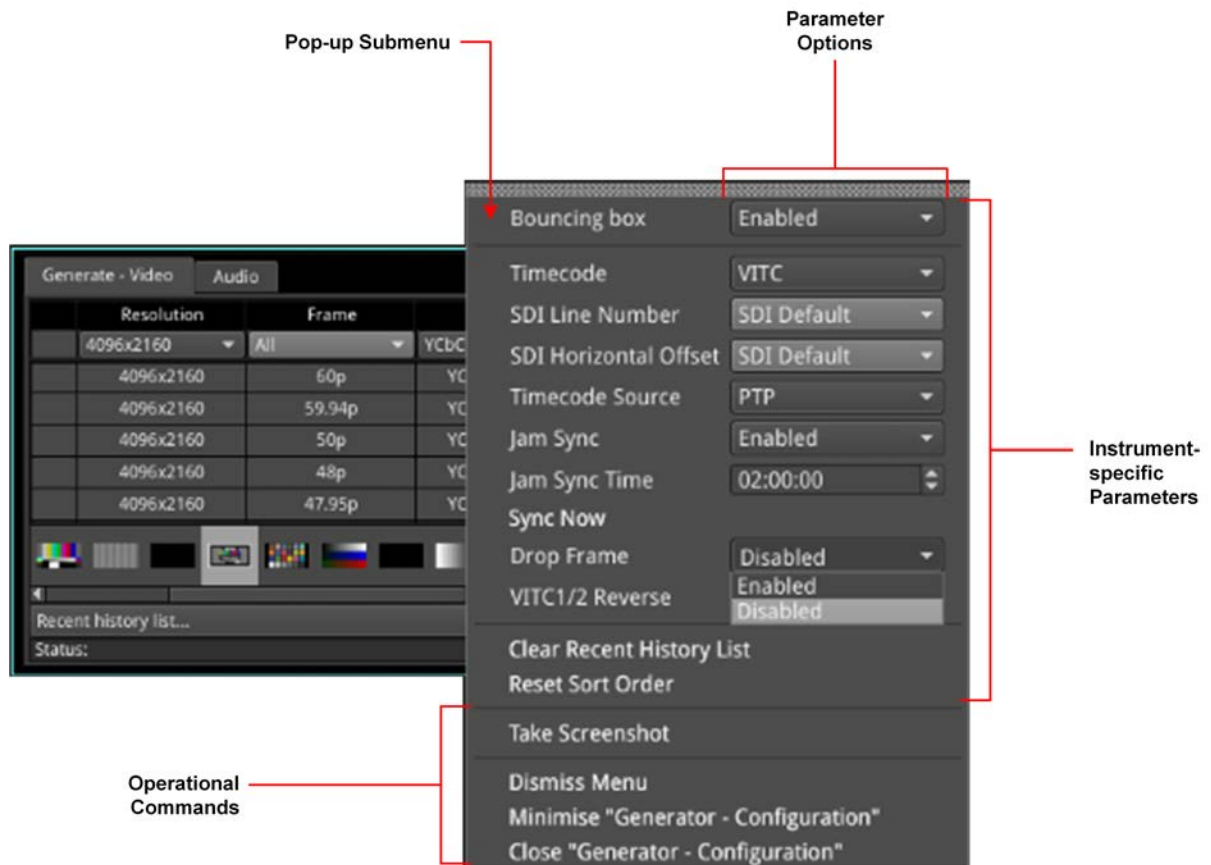 Parameter
Options
Pop-up Submenu
Bouncing box Enabled
Generate - Video Audio
Timecode VITC
Resolution Frame
SDI Line Number SDI Default
4096x2160 All YCbC
SDI Horizontal Offset SDI Default
4096x2160 60p YC
Timecode Source PTP
4096x2160 59.94p YC
Jam Sync Enabled
4096x2160 50p YC
Jam Sync Time 02:00:00
4096x2160 48p YC
Sync Now
4096x2160 47.95p YC
Drop Frame Disabled
Enabled
VITC1/2 Reverse Disabled
Recent history list...
Status:
Clear Recent History List
Reset Sort Order
Instrument-
specific
Parameters
Take Screenshot
Operational
Commands
Dismiss Menu
Minimise "Generator - Configuration"
Close "Generator - Configuration"